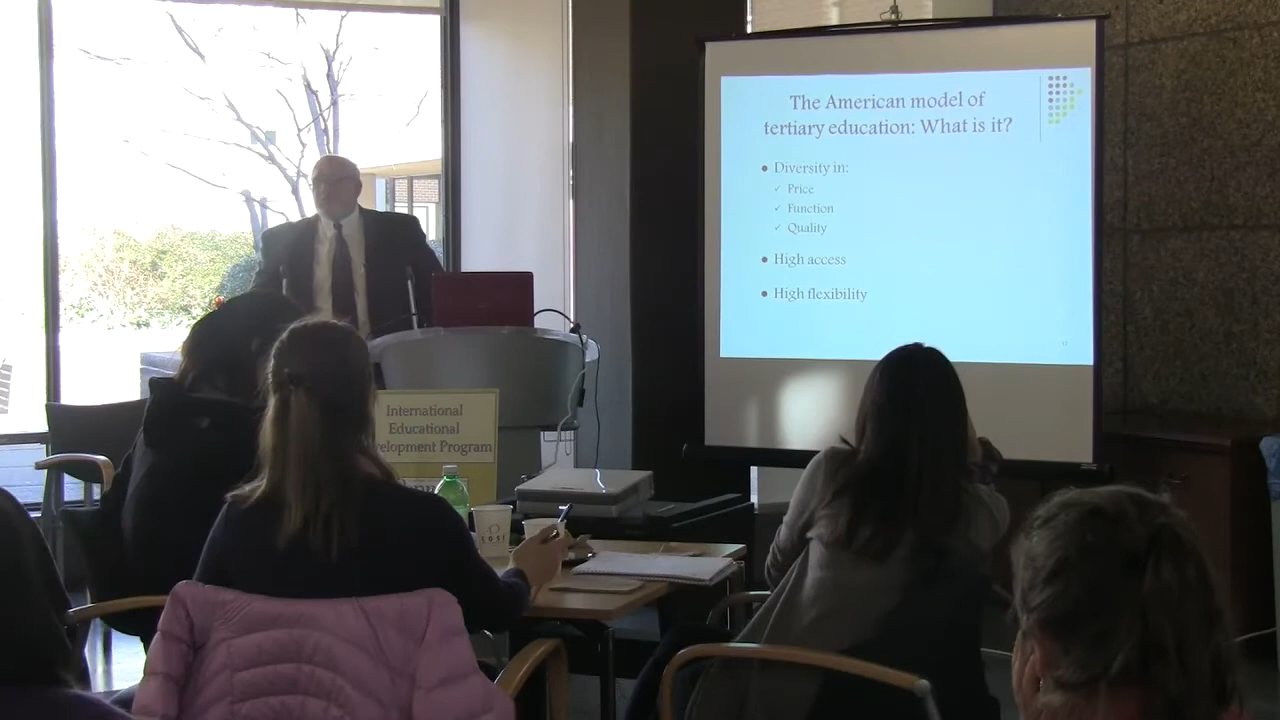 The American model of
tertiary education: What is it?
Diversity in:
Price
Function
Quality
High access
High flexibility
International
Educational
velopment Program